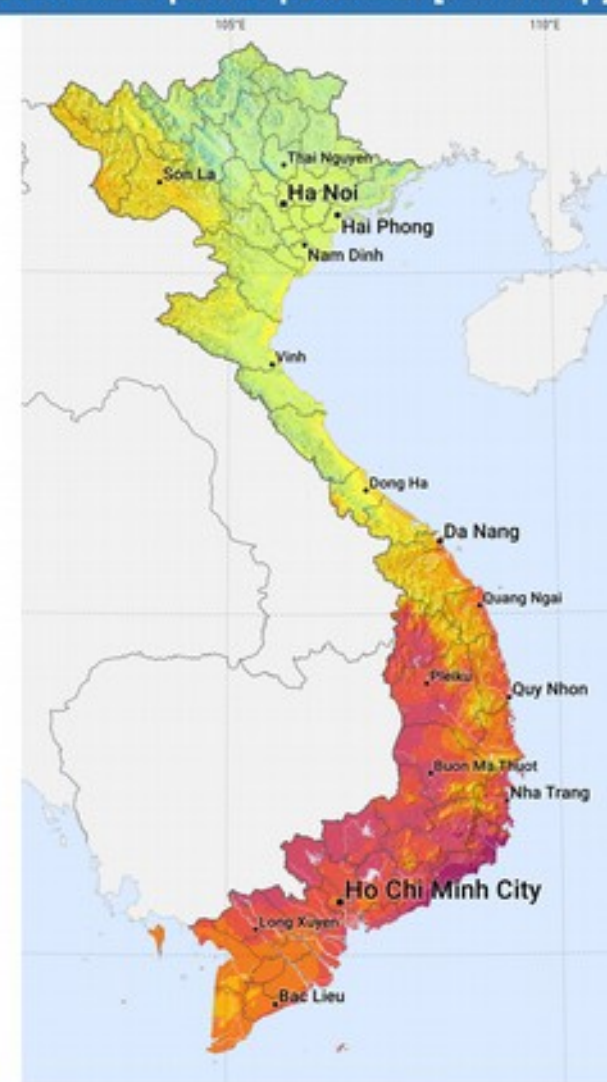 105°E
110°E
Thai Nguyen
Son La
Ha Noi
Hai Phong
Nam Dinh
Vinh
Dong Ha
Da Nang
Quang Ngai
Pleiku
Quy Nhon
Buon Ma Thuot
Nha Trang
Ho Chi Minh City
Long Xuyen
Bac Lieu